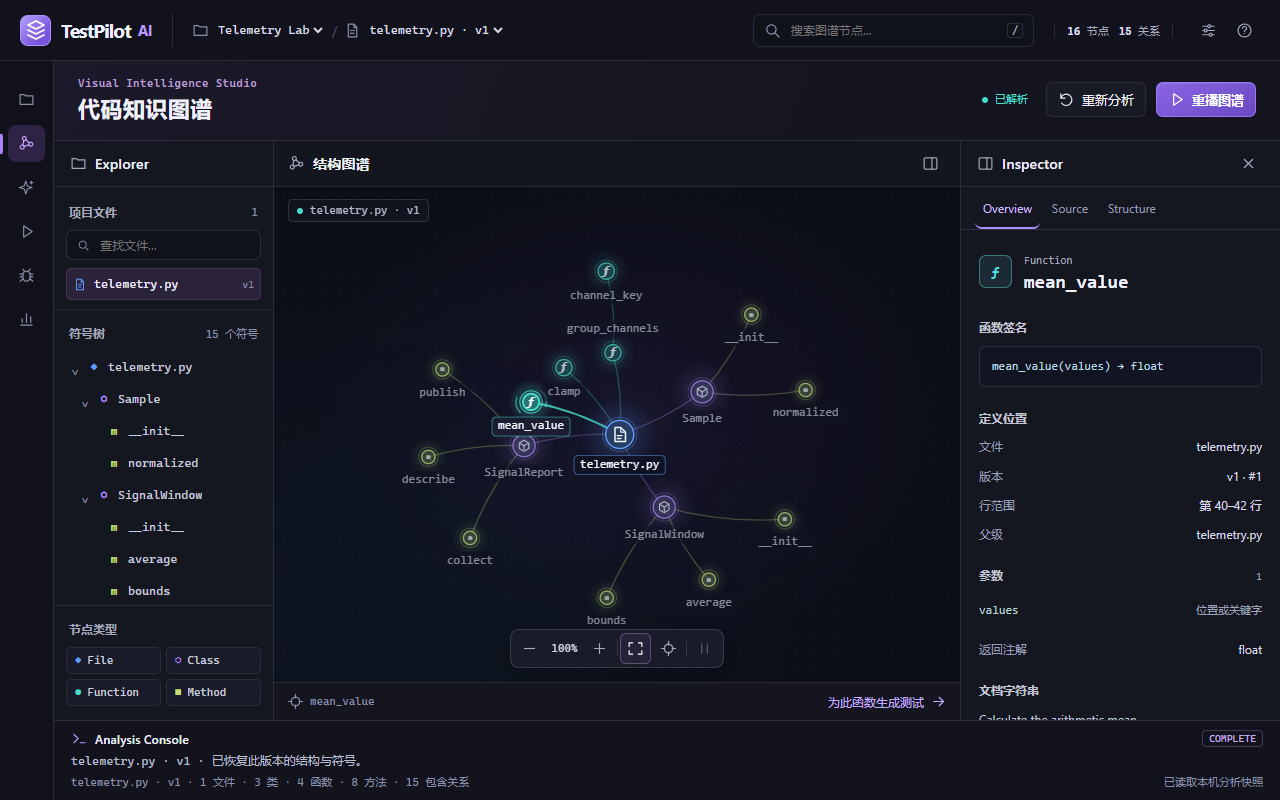 TestPilot AI
Telemetry Lab / telemetry.py · v1
搜索图谱节点... /
16 节点 15 关系
Visual Intelligence Studio
代码知识图谱
已解析
重新分析
重播图谱
Explorer
项目文件 1
查找文件...
telemetry.py v1
符号树 15 个符号
telemetry.py
Sample
m __init__
m normalized
SignalWindow
m __init__
m average
m bounds
节点类型
File
Class
Function
Method
结构图谱
telemetry.py · v1
channel_key
group_channels
__init__
publish
clamp
normalized
Sample
mean_value
telemetry.py
SignalReport
describe
SignalWindow
__init__
collect
average
bounds
100%
mean_value
为此函数生成测试
Inspector
Overview Source Structure
Function
mean_value
函数签名
mean_value(values) → float
定义位置
文件 telemetry.py
版本 v1 · #1
行范围 第 40–42 行
父级 telemetry.py
参数 1
values 位置或关键字
返回注解 float
文档字符串
Calculate the arithmetic mean
Analysis Console
COMPLETE
telemetry.py · v1 · 已恢复此版本的结构与符号。
telemetry.py · v1 · 1 文件 · 3 类 · 4 函数 · 8 方法 · 15 包含关系
已读取本机分析快照